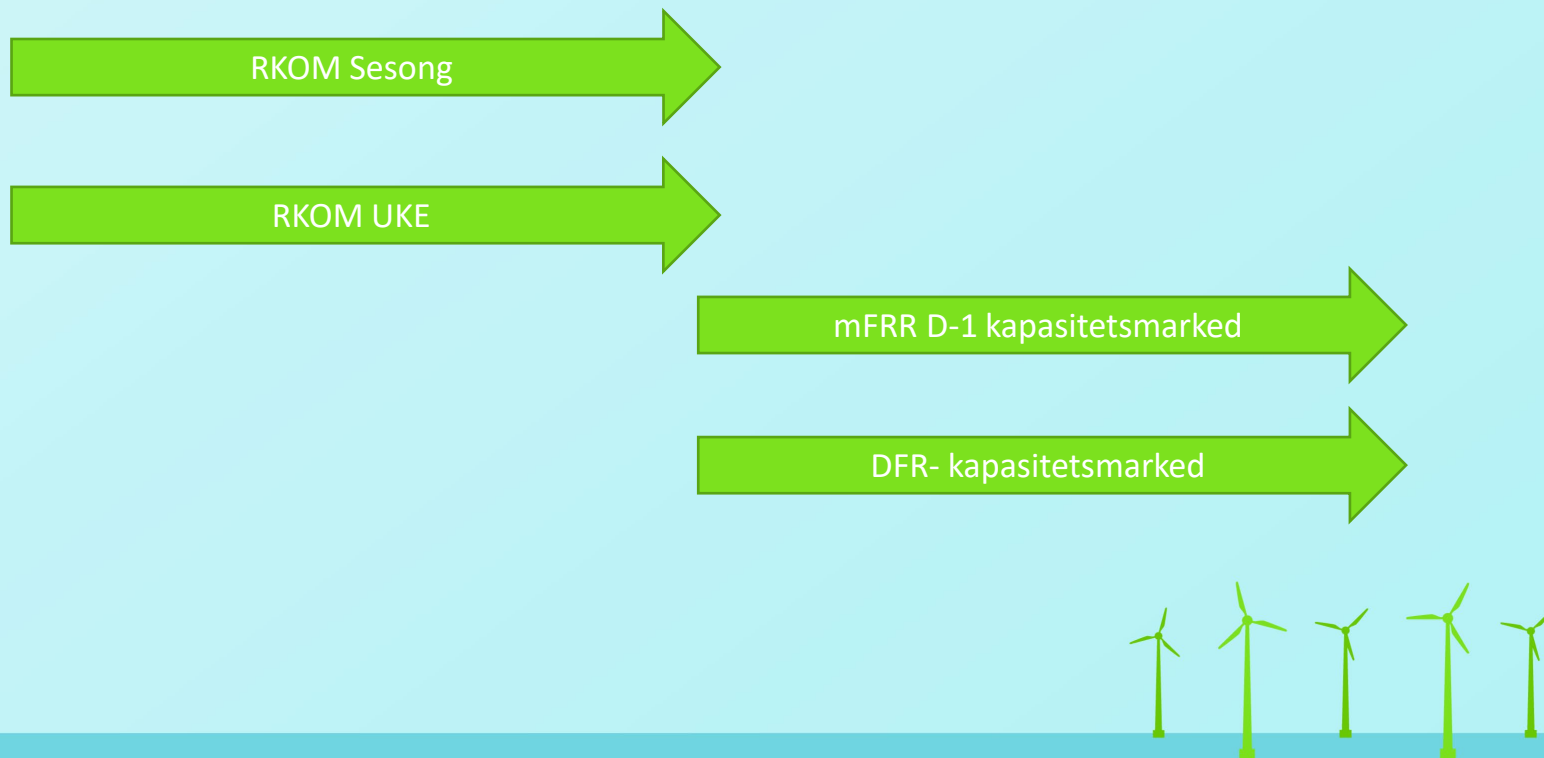 RKOM Sesong
RKOM UKE
mFRR D-1 kapasitetsmarked
DFR- kapasitetsmarked